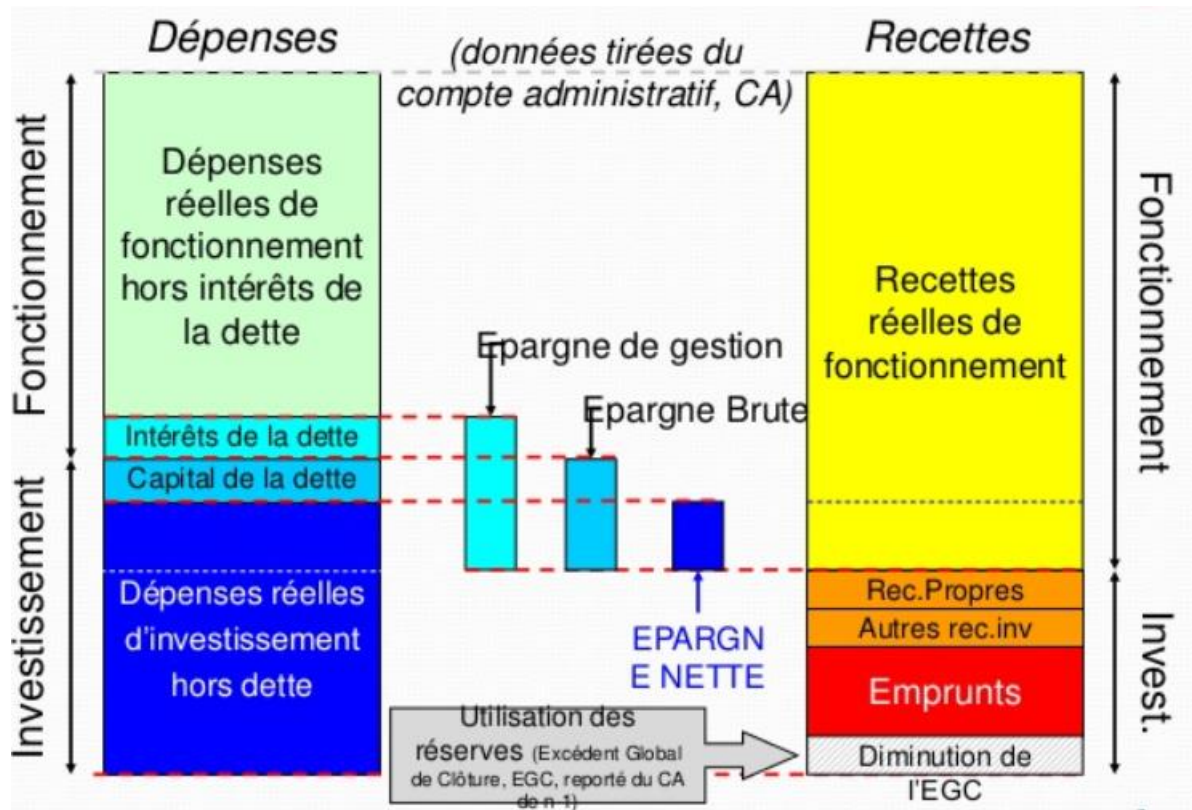 Dépenses
(données tirées du
compte administratif, CA)
Recettes
Fonctionnement
Investissement
Dépenses
réelles de
fonctionnement
hors intérêts de
la dette
Intérêts de la dette
Capital de la dette
Dépenses réelles
d'investissement
hors dette
Epargne de gestion
Epargne Brute
EPARGN
E NETTE
Utilisation des
réserves (Excédent Global
de Clôture, EGC, reporté du CA
de n-1)
Recettes
réelles de
fonctionnement
Rec.Propres
Autres rec.inv
Emprunts
Diminution de
l'EGC
Fonctionnement
Invest.